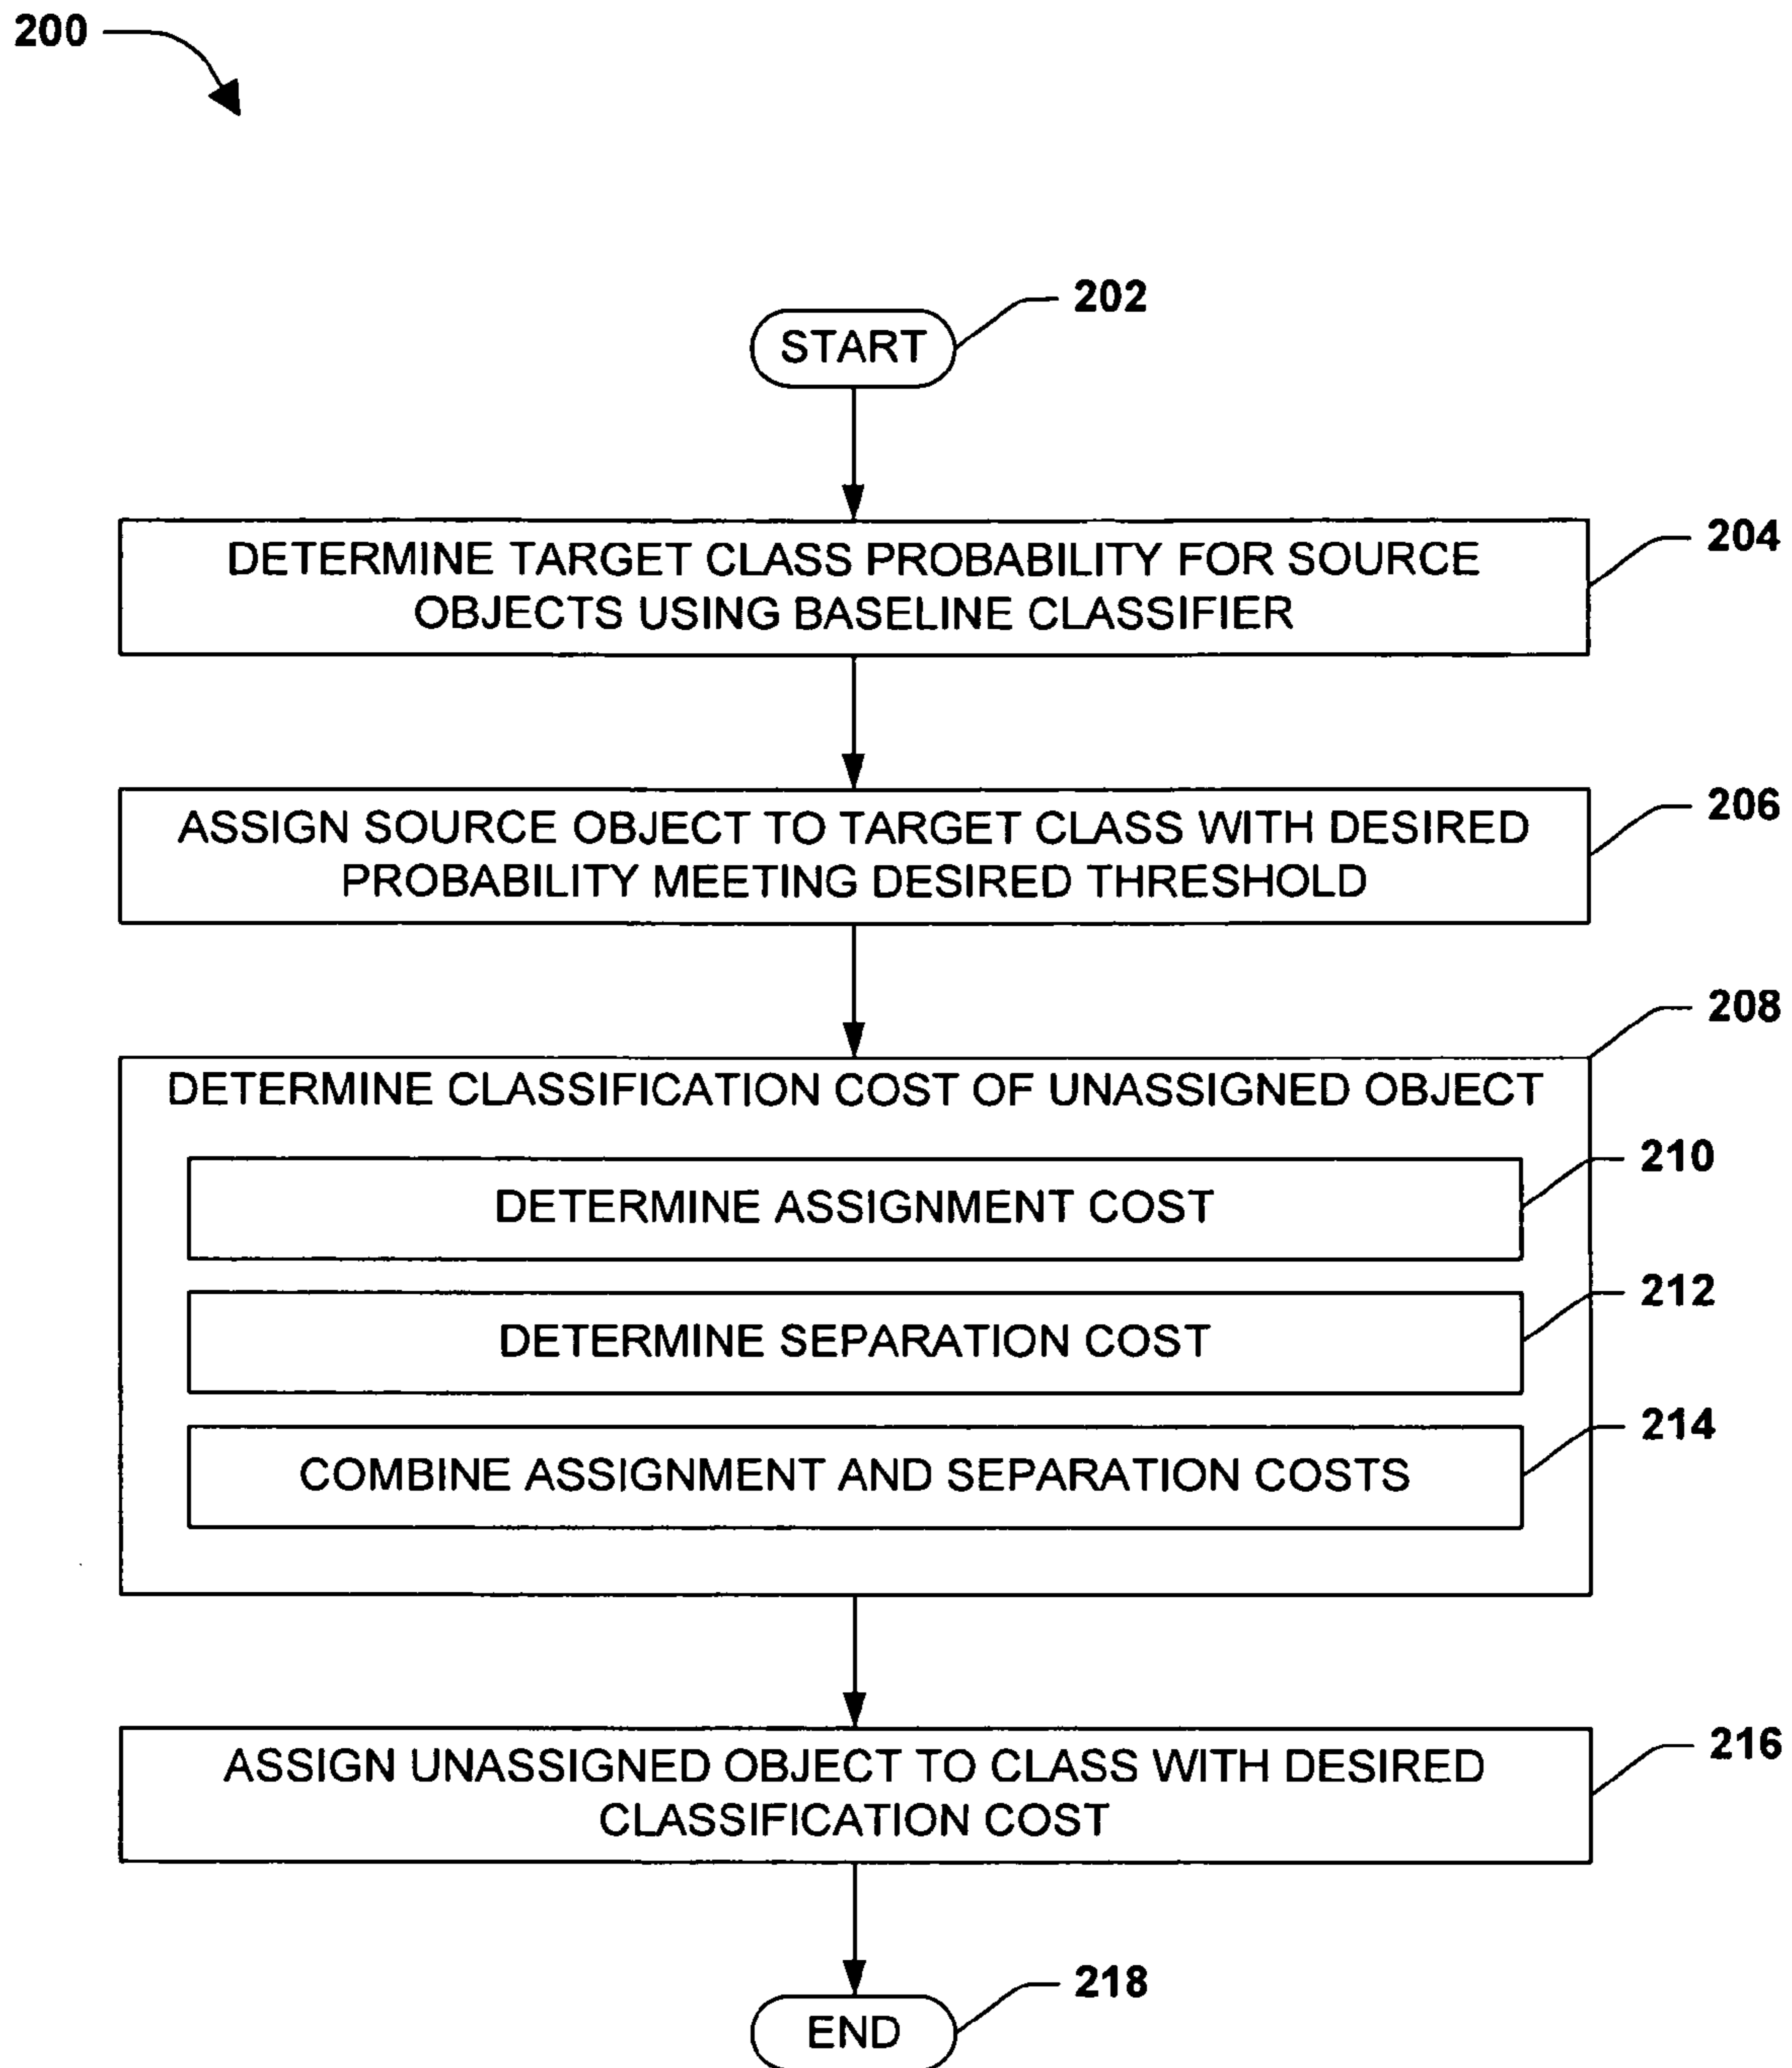 200
202
START
204
DETERMINE TARGET CLASS PROBABILITY FOR SOURCE
OBJECTS USING BASELINE CLASSIFIER
206
ASSIGN SOURCE OBJECT TO TARGET CLASS WITH DESIRED
PROBABILITY MEETING DESIRED THRESHOLD
208
DETERMINE CLASSIFICATION COST OF UNASSIGNED OBJECT
210
DETERMINE ASSIGNMENT COST
212
DETERMINE SEPARATION COST
214
COMBINE ASSIGNMENT AND SEPARATION COSTS
216
ASSIGN UNASSIGNED OBJECT TO CLASS WITH DESIRED
CLASSIFICATION COST
218
END